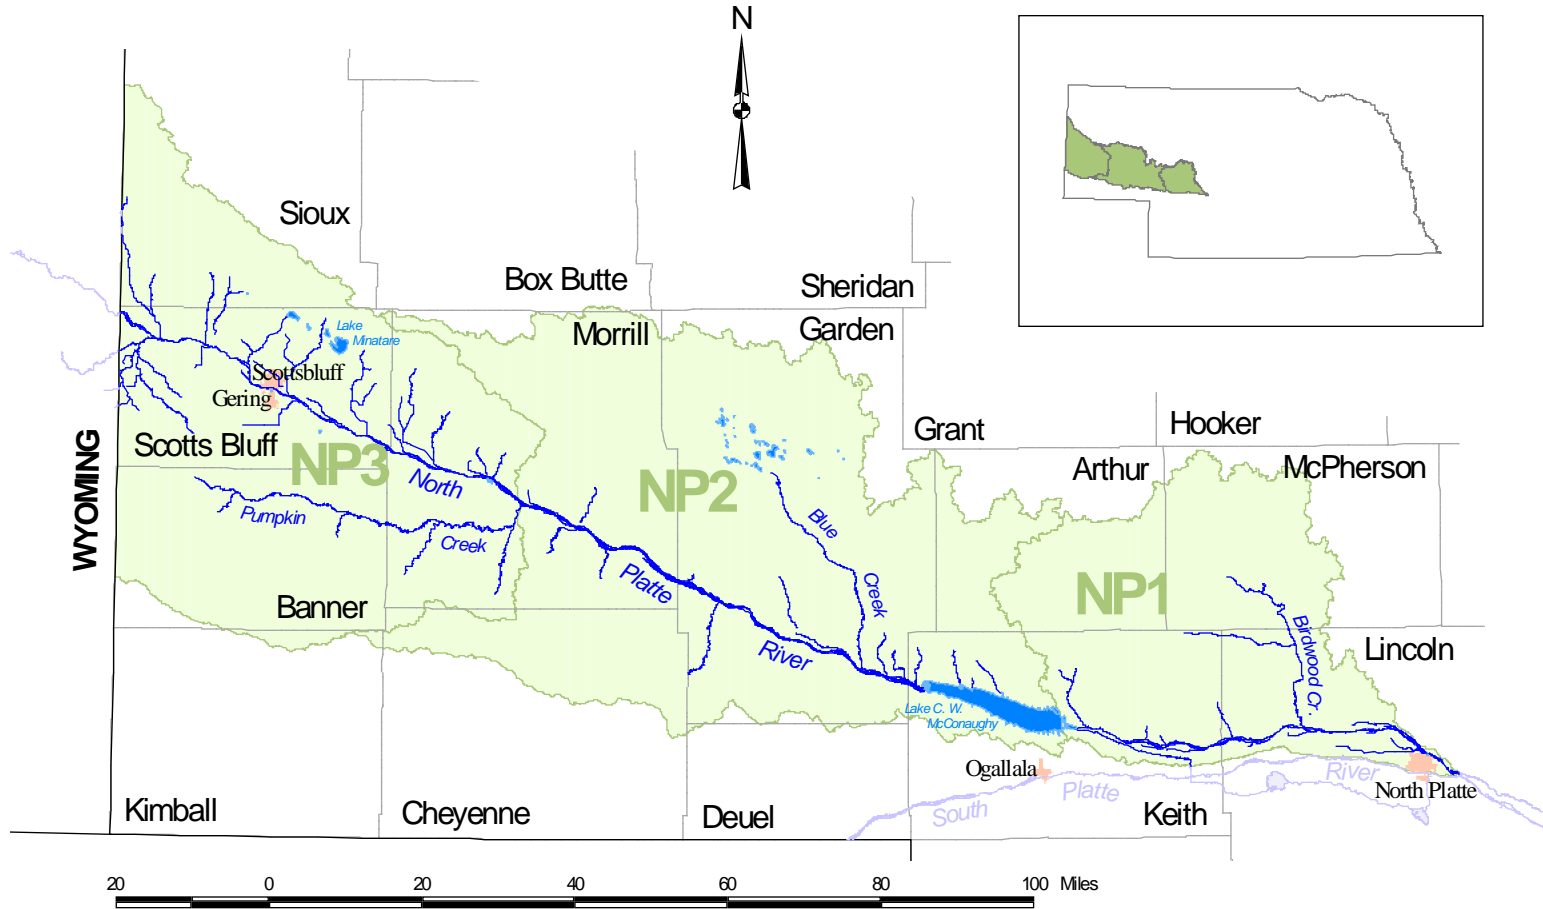 N
Sioux
Box Butte
Sheridan
Morrill
Garden
Lake
Minatare
Scottsbluff
Gering
Grant
Hooker
WYOMING
Scotts Bluff
NP3
North
NP2
Arthur
McPherson
Pumpkin
Creek
Blue
Creek
Platte
NP1
Banner
River
Birdwood Cr.
Lincoln
Lake C. W.
McConaughy
Ogallala
River
Platte
North Platte
South
Kimball
Cheyenne
Deuel
Keith
20 0 20 40 60 80 100 Miles